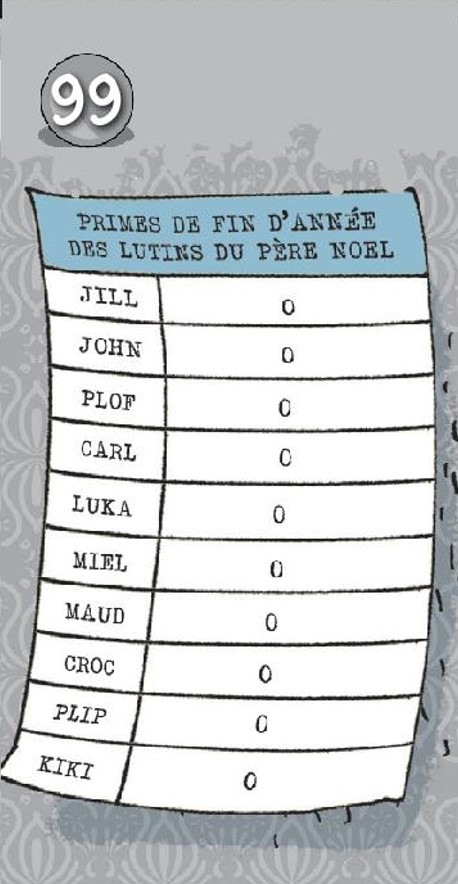 99
PRIMES DE FIN D'ANNÉE
DES LUTINS DU PÈRE NOEL
JILL 0
JOHN 0
PLOF 0
CARL 0
LUKA 0
MIEL 0
MAUD 0
CROC 0
PLIP 0
KIKI 0